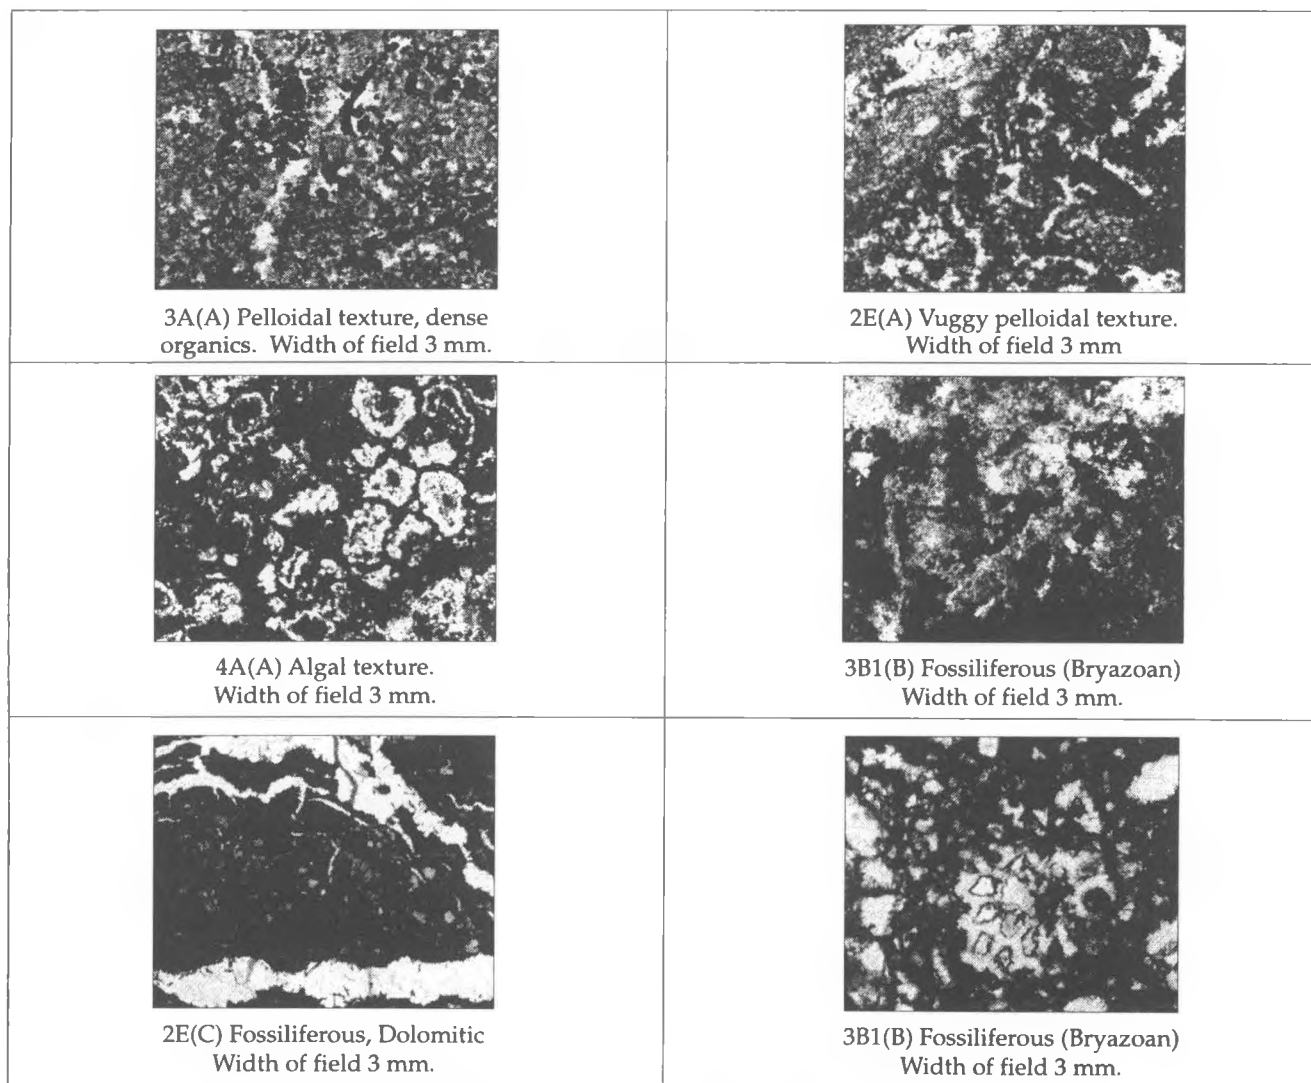 3A(A) Pelloidal texture, dense
organics. Width of field 3 mm.
2E(A) Vuggy pelloidal texture.
Width of field 3 mm
4A(A) Algal texture.
Width of field 3 mm.
3B1(B) Fossiliferous (Bryazoan)
Width of field 3 mm.
2E(C) Fossiliferous, Dolomitic
Width of field 3 mm.
3B1(B) Fossiliferous (Bryazoan)
Width of field 3 mm.